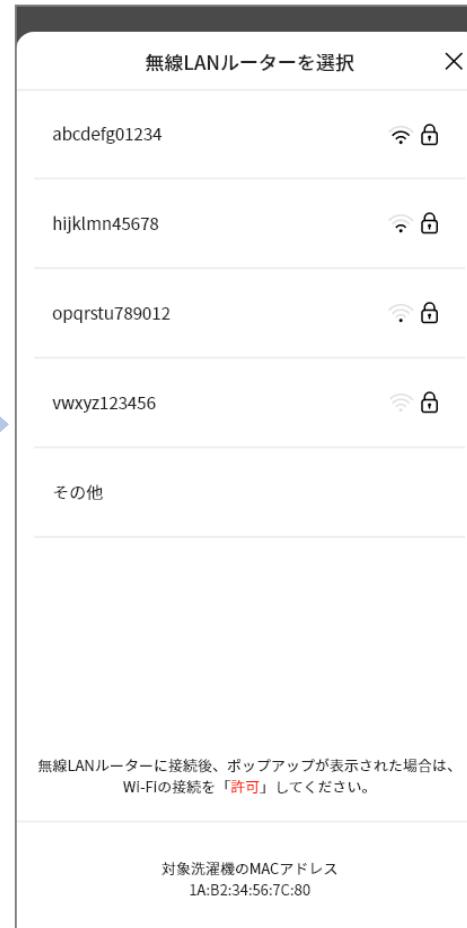 無線LANルーターを選択
abcdefg01234
hijklmn45678
opqrstu789012
vwxyz123456
その他
無線LANルーターに接続後、ポップアップが表示された場合は、
Wi-Fiの接続を「許可」してください。
対象洗濯機のMACアドレス
1A:B2:34:56:7C:80